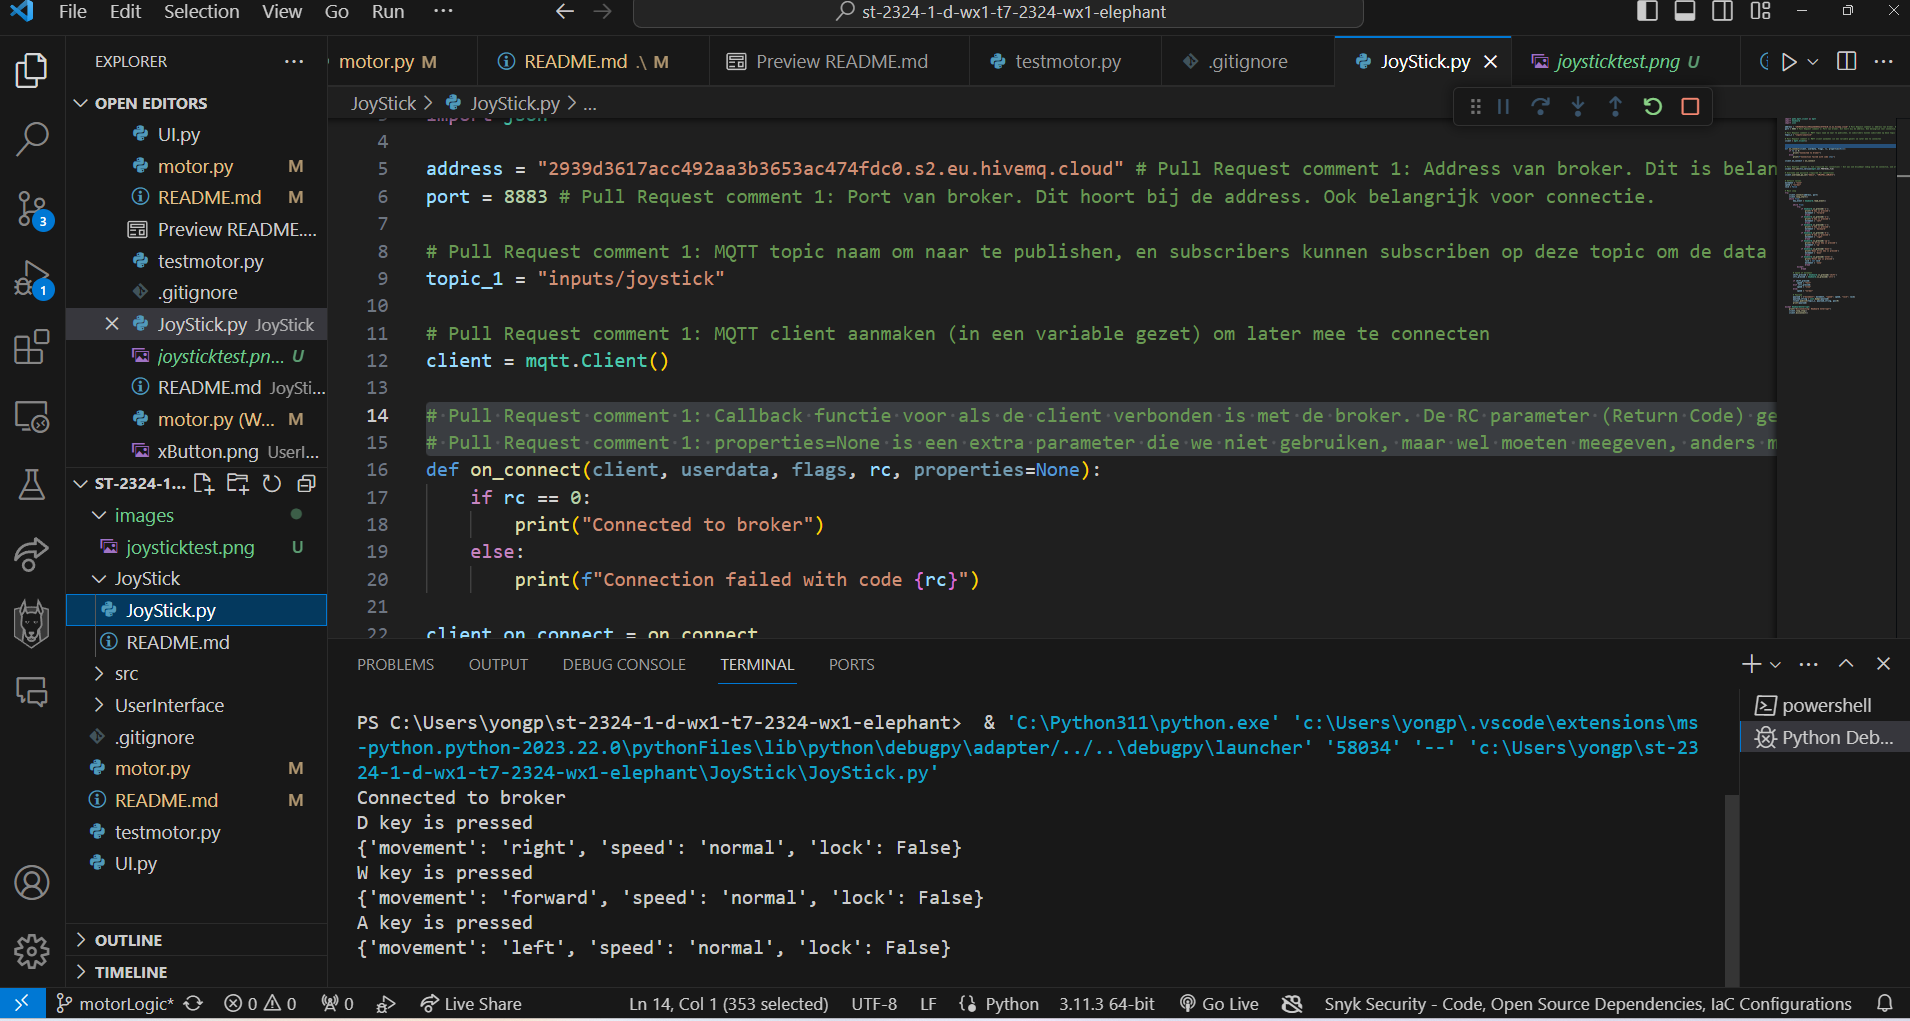 File Edit Selection View Go Run ··· st-2324-1-d-wx1-t7-2324-wx1-elephant
EXPLORER ···
motor.py M README.md .\ M Preview README.md testmotor.py .gitignore JoyStick.py joysticktest.png U
JoyStick > JoyStick.py > ...
OPEN EDITORS
UI.py
motor.py M
README.md M
Preview README....
testmotor.py
.gitignore
JoyStick.py JoyStick
joysticktest.pn... U
README.md JoySti...
motor.py (W... M
xButton.png UserI...
ST-2324-1...
images
joysticktest.png U
JoyStick
JoyStick.py
README.md
src
UserInterface
.gitignore
motor.py M
README.md M
testmotor.py
UI.py
OUTLINE
TIMELINE
3
1
3 import json
4
5 address = "2939d3617acc492aa3b3653ac474fdc0.s2.eu.hivemq.cloud" # Pull Request comment 1: Address van broker. Dit is belan
6 port = 8883 # Pull Request comment 1: Port van broker. Dit hoort bij de address. Ook belangrijk voor connectie.
7
8 # Pull Request comment 1: MQTT topic naam om naar te publishen, en subscribers kunnen subscriben op deze topic om de data
9 topic_1 = "inputs/joystick"
10
11 # Pull Request comment 1: MQTT client aanmaken (in een variable gezet) om later mee te connecten
12 client = mqtt.Client()
13
14 # Pull Request comment 1: Callback functie voor als de client verbonden is met de broker. De RC parameter (Return Code) ge
15 # Pull Request comment 1: properties=None is een extra parameter die we niet gebruiken, maar wel moeten meegeven, anders m
16 def on_connect(client, userdata, flags, rc, properties=None):
17 if rc == 0:
18 print("Connected to broker")
19 else:
20 print(f"Connection failed with code {rc}")
21
22 client.on_connect = on_connect
PROBLEMS OUTPUT DEBUG CONSOLE TERMINAL PORTS
powershell
Python Deb...
PS C:\Users\yongp\st-2324-1-d-wx1-t7-2324-wx1-elephant> & 'C:\Python311\python.exe' 'c:\Users\yongp\.vscode\extensions\ms
-python.python-2023.22.0\pythonFiles\lib\python\debugpy\adapter/../..\debugpy\launcher' '58034' '--' 'c:\Users\yongp\st-23
24-1-d-wx1-t7-2324-wx1-elephant\JoyStick\JoyStick.py'
Connected to broker
D key is pressed
{'movement': 'right', 'speed': 'normal', 'lock': False}
W key is pressed
{'movement': 'forward', 'speed': 'normal', 'lock': False}
A key is pressed
{'movement': 'left', 'speed': 'normal', 'lock': False}
motorLogic* 0 0 0 Live Share Ln 14, Col 1 (353 selected) UTF-8 LF Python 3.11.3 64-bit Go Live Snyk Security - Code, Open Source Dependencies, IaC Configurations